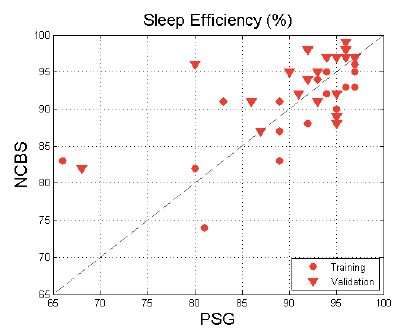 Sleep Efficiency (%)
100
95
90
85
80
75
70
65
NCBS
65 70 75 80 85 90 95 100
PSG
Training
Validation